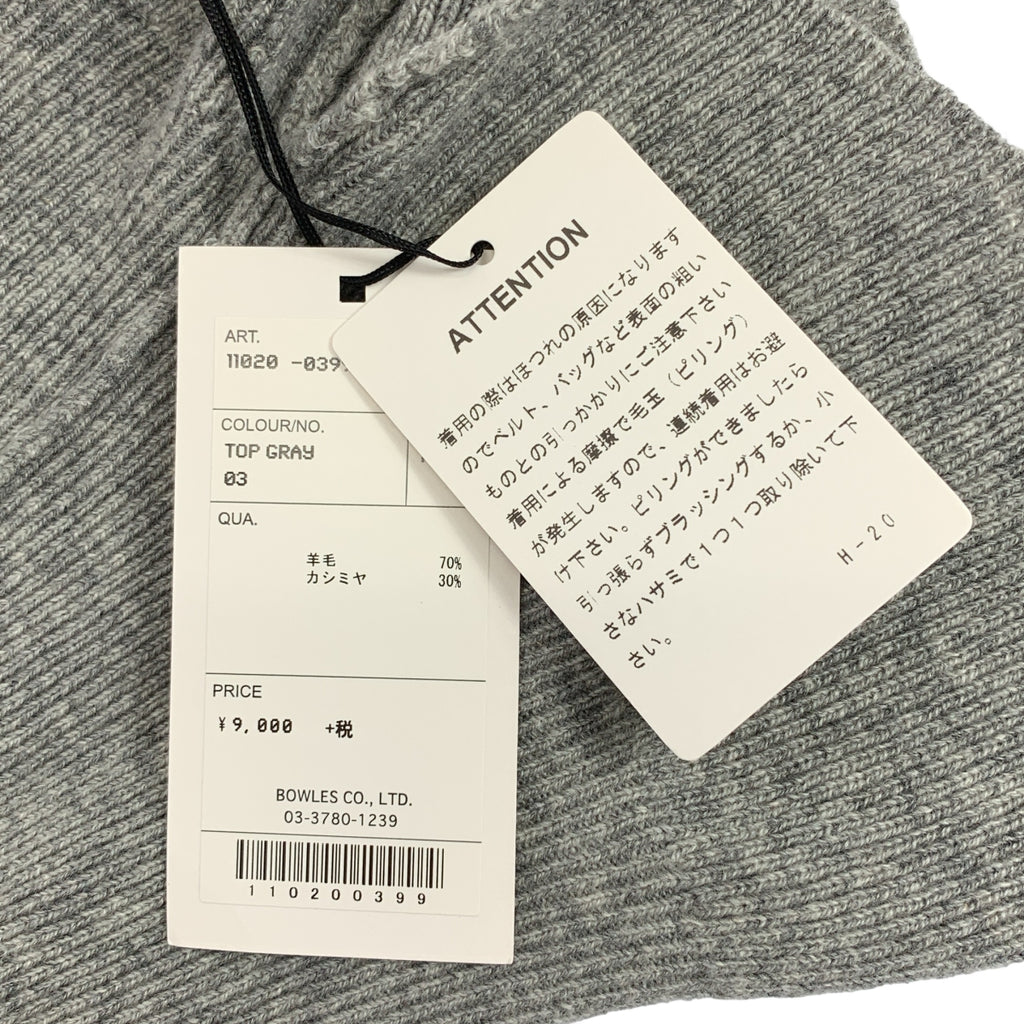 ART.
11020 -039
COLOUR/NO.
TOP GRAY
03
QUA.
羊毛 70%
カシミヤ 30%
PRICE
¥9,000 +税
BOWLES CO., LTD.
03-3780-1239
110200399
ATTENTION
着用の際はほつれの原因になります
のでベルト、バッグなど表面の粗い
ものとの引っかかりにご注意下さい
着用による摩擦で毛玉（ピリング）
が発生しますので、連続着用はお避
け下さい。ピリングができましたら
引っ張らずブラッシングするか、小
さなハサミで1つ1つ取り除いて下
さい。
H-20